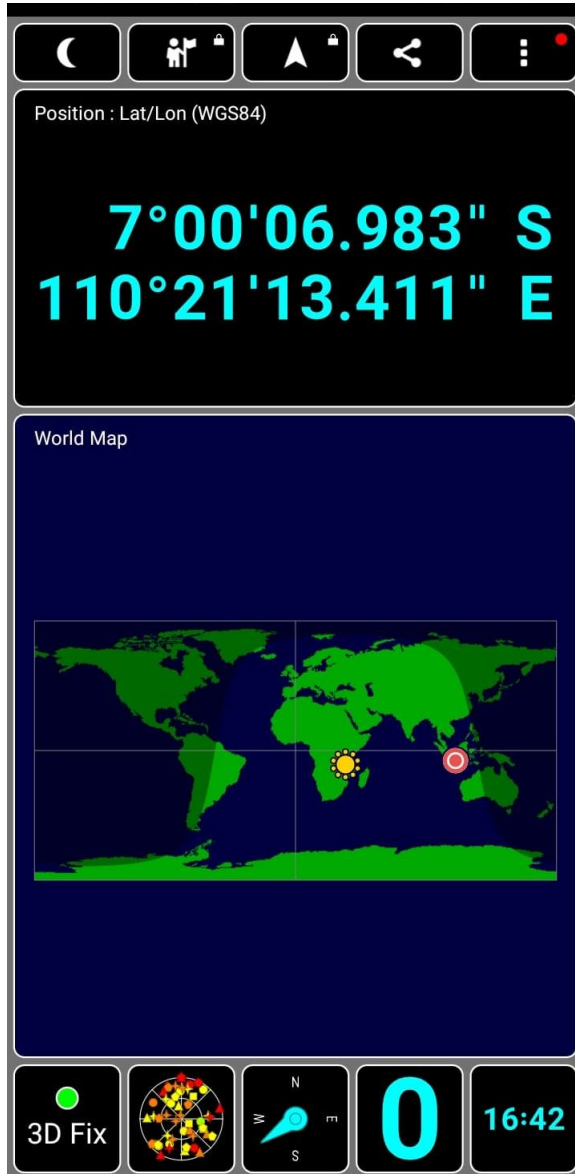 Position : Lat/Lon (WGS84)
7°00'06.983" S
110°21'13.411" E
World Map
3D Fix
N
W E
S
0
16:42